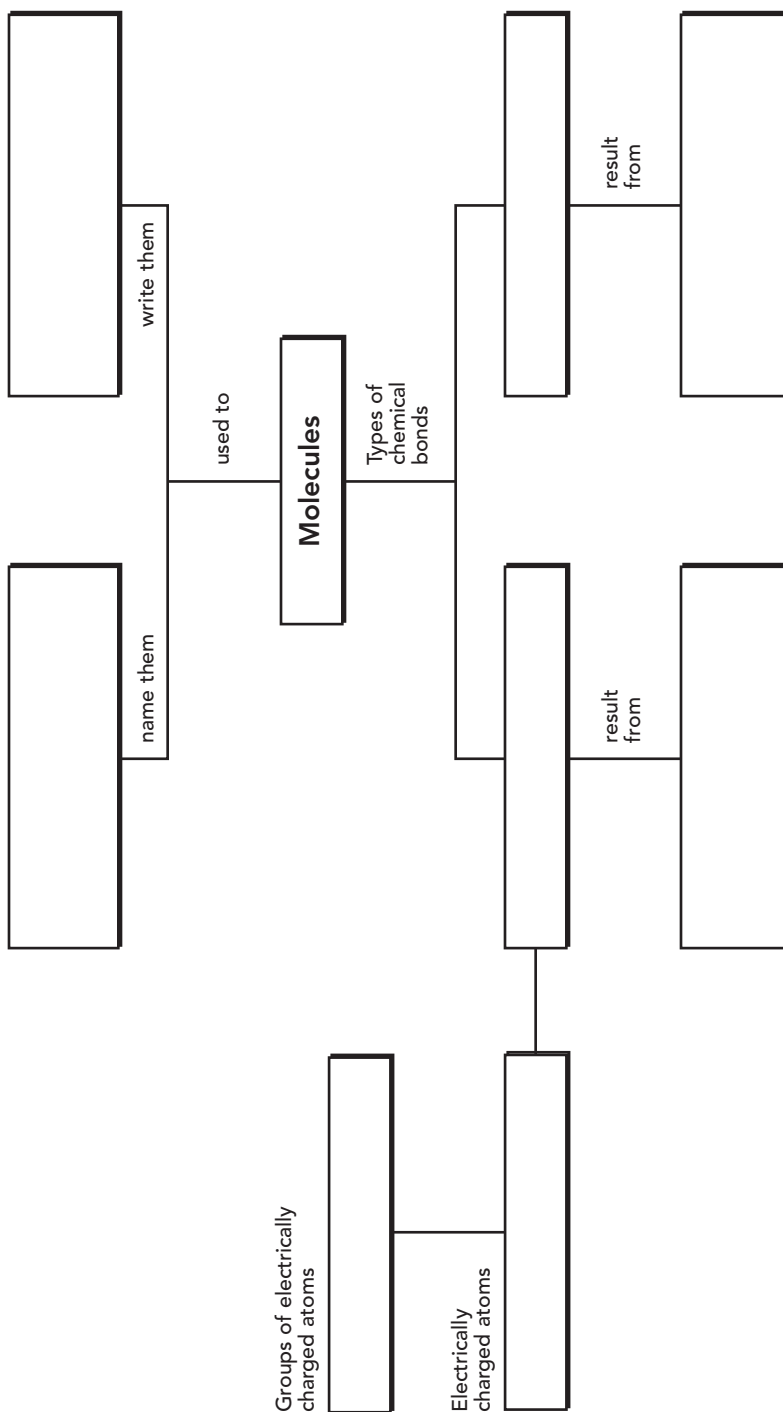 name them
write them
used to
Groups of electrically
charged atoms
Molecules
Types of
chemical
bonds
Electrically
charged atoms
result
from
result
from